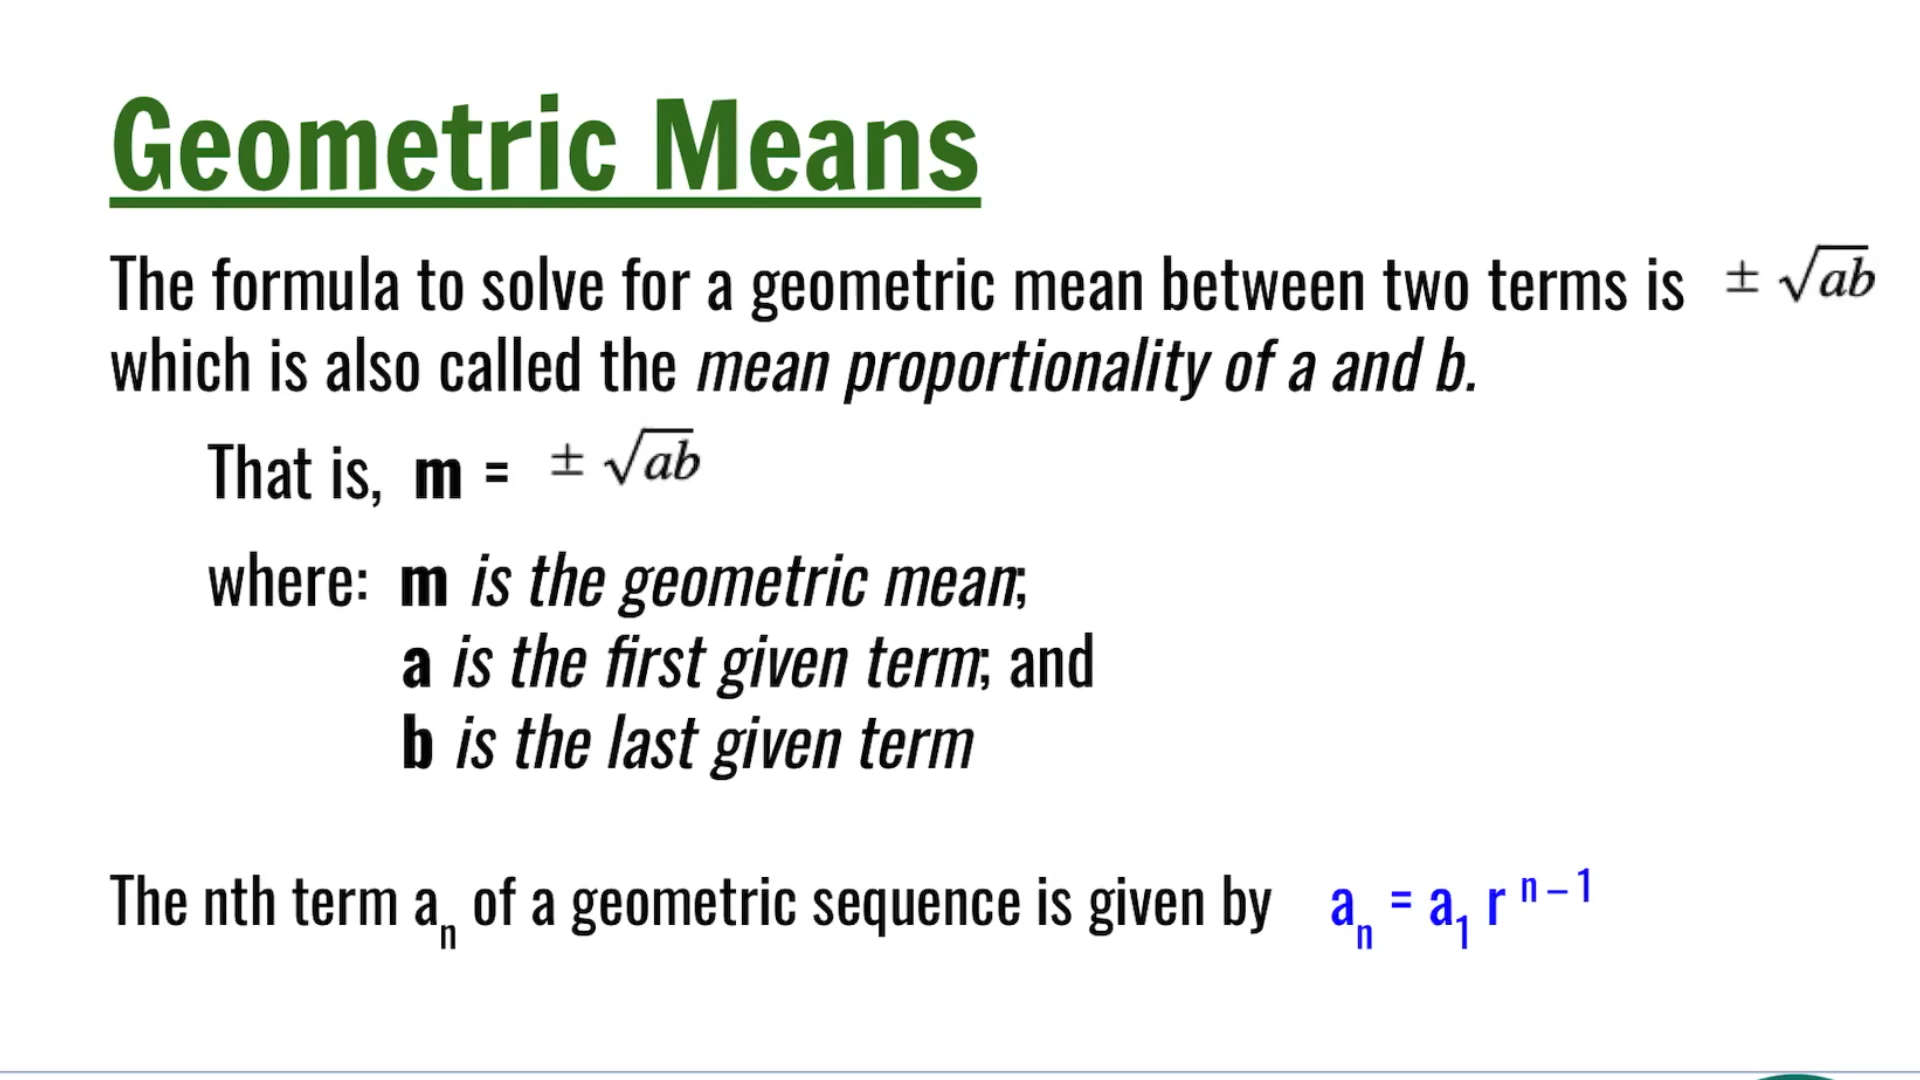 Geometric Means
The formula to solve for a geometric mean between two terms is ± √ab
which is also called the mean proportionality of a and b.
That is, m = ± √ab
where: m is the geometric mean;
a is the first given term; and
b is the last given term
The nth term aₙ of a geometric sequence is given by aₙ = a₁ r ⁿ⁻¹